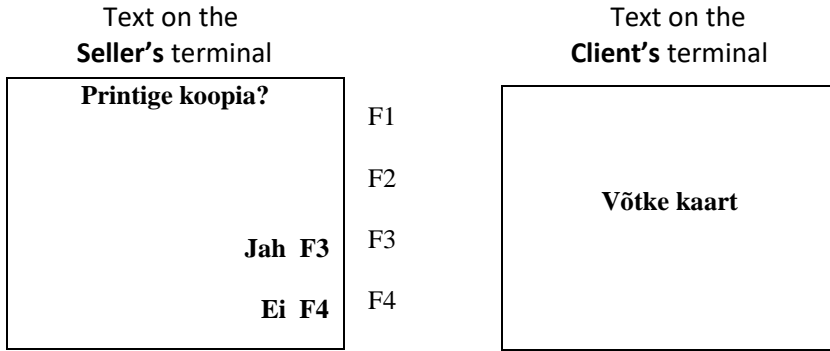 Text on the
Seller's terminal
Printige koopia?
Jah F3
Ei F4
F1
F2
F3
F4
Text on the
Client's terminal
Võtke kaart